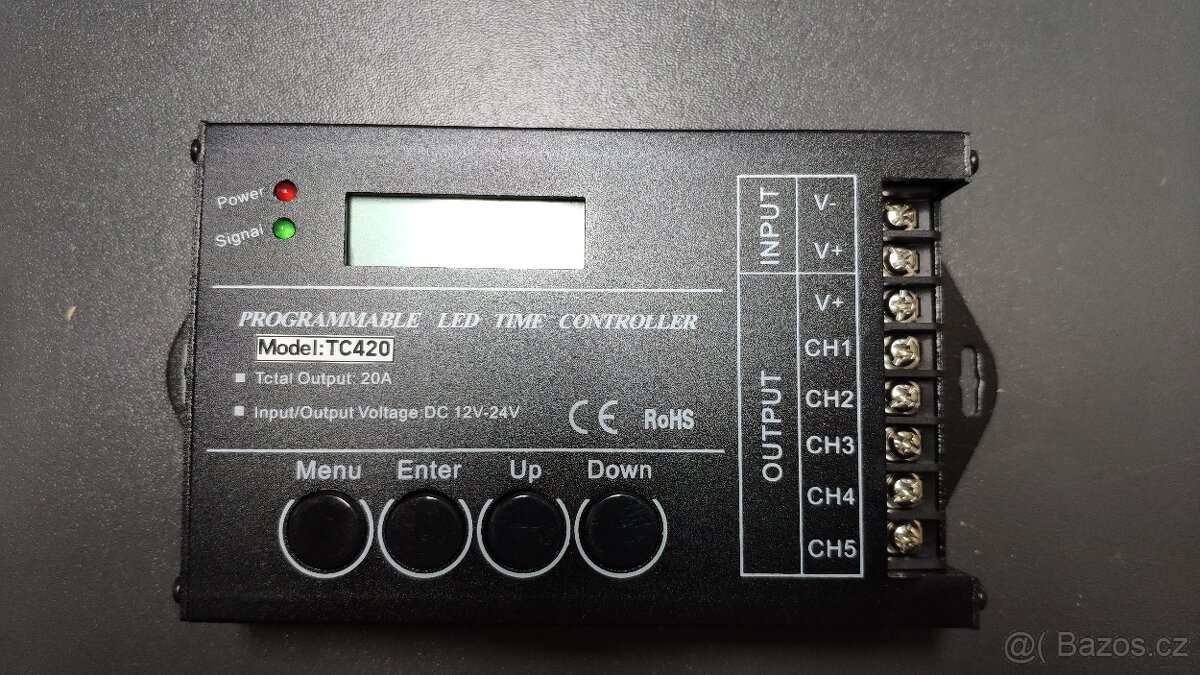 Power
Signal
PROGRAMMABLE LED TIME CONTROLLER
Model:TC420
■ Tctal Output: 20A
■ Input/Output Voltage:DC 12V-24V
CE RoHS
Menu Enter Up Down
INPUT
V-
V+
OUTPUT
V+
CH1
CH2
CH3
CH4
CH5
@( Bazos.cz